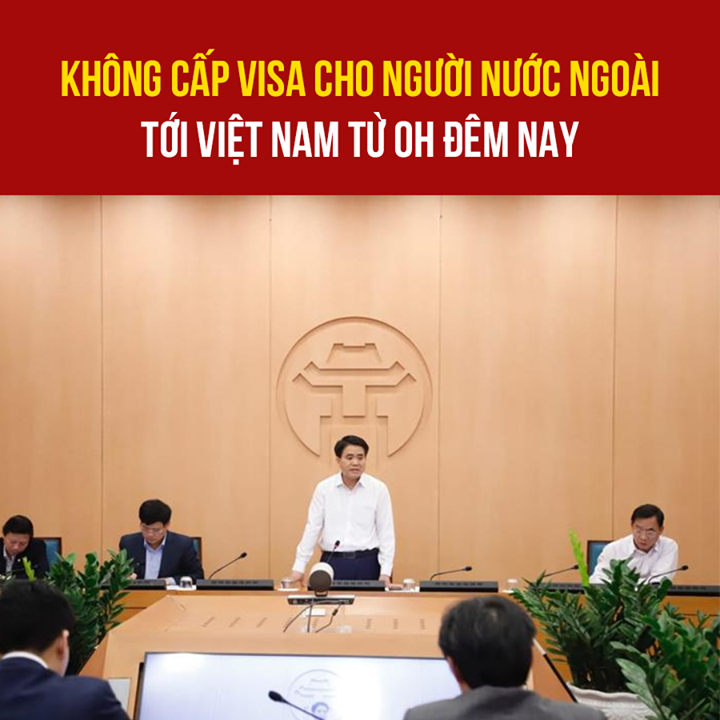 KHÔNG CẤP VISA CHO NGƯỜI NƯỚC NGOÀI
TỚI VIỆT NAM TỪ 0H ĐÊM NAY